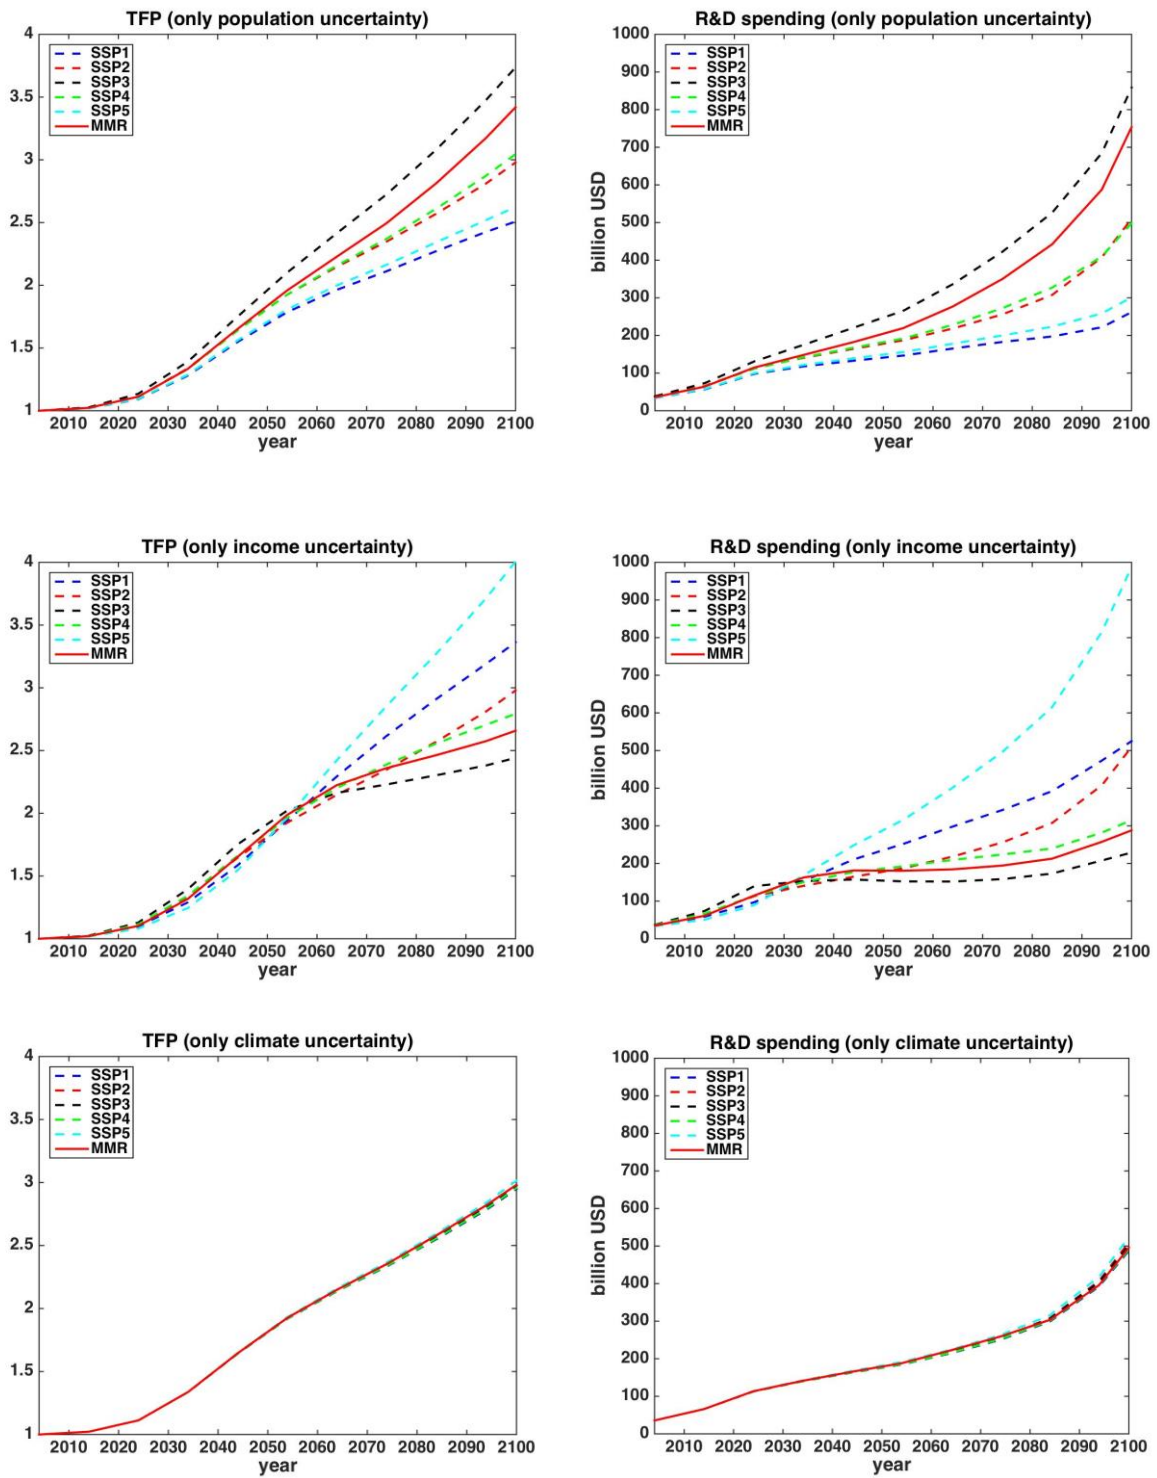 TFP (only population uncertainty)
4
3.5
3
2.5
2
1.5
1
SSP1
SSP2
SSP3
SSP4
SSP5
MMR
2010 2020 2030 2040 2050 2060 2070 2080 2090 2100
year
R&D spending (only population uncertainty)
1000
900
800
700
600
500
400
300
200
100
0
billion USD
SSP1
SSP2
SSP3
SSP4
SSP5
MMR
2010 2020 2030 2040 2050 2060 2070 2080 2090 2100
year
TFP (only income uncertainty)
4
3.5
3
2.5
2
1.5
1
SSP1
SSP2
SSP3
SSP4
SSP5
MMR
2010 2020 2030 2040 2050 2060 2070 2080 2090 2100
year
R&D spending (only income uncertainty)
1000
900
800
700
600
500
400
300
200
100
0
billion USD
SSP1
SSP2
SSP3
SSP4
SSP5
MMR
2010 2020 2030 2040 2050 2060 2070 2080 2090 2100
year
TFP (only climate uncertainty)
4
3.5
3
2.5
2
1.5
1
SSP1
SSP2
SSP3
SSP4
SSP5
MMR
2010 2020 2030 2040 2050 2060 2070 2080 2090 2100
year
R&D spending (only climate uncertainty)
1000
900
800
700
600
500
400
300
200
100
0
billion USD
SSP1
SSP2
SSP3
SSP4
SSP5
MMR
2010 2020 2030 2040 2050 2060 2070 2080 2090 2100
year